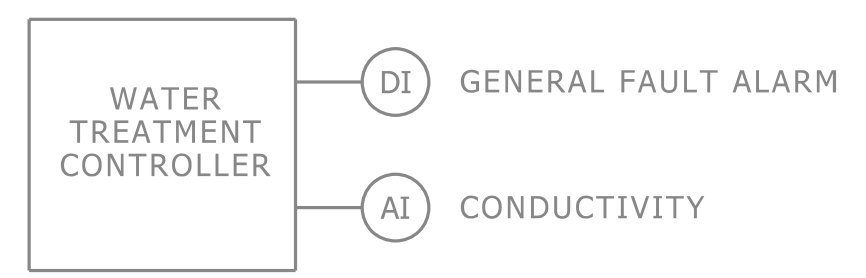 WATER
TREATMENT
CONTROLLER
DI GENERAL FAULT ALARM
AI CONDUCTIVITY